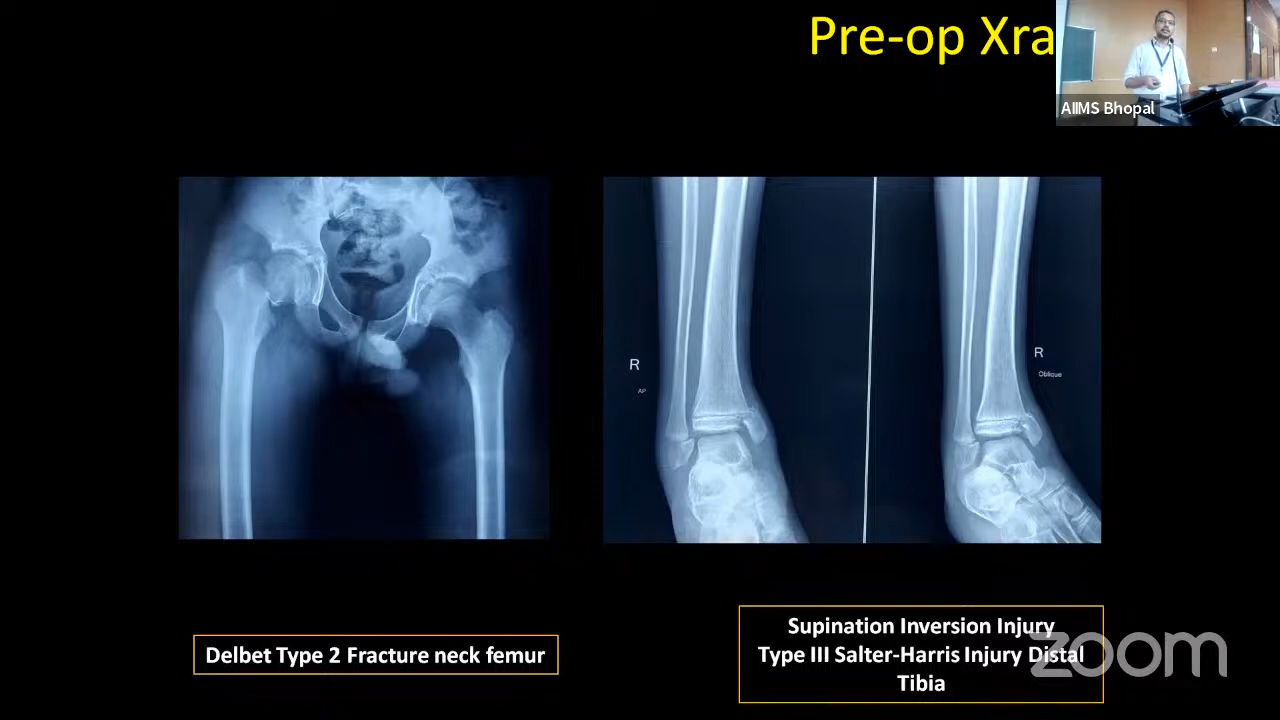 Pre-op Xra
AIIMS Bhopal
R
AP
R
Oblique
Delbet Type 2 Fracture neck femur
Supination Inversion Injury
Type III Salter-Harris Injury Distal
Tibia
zoom